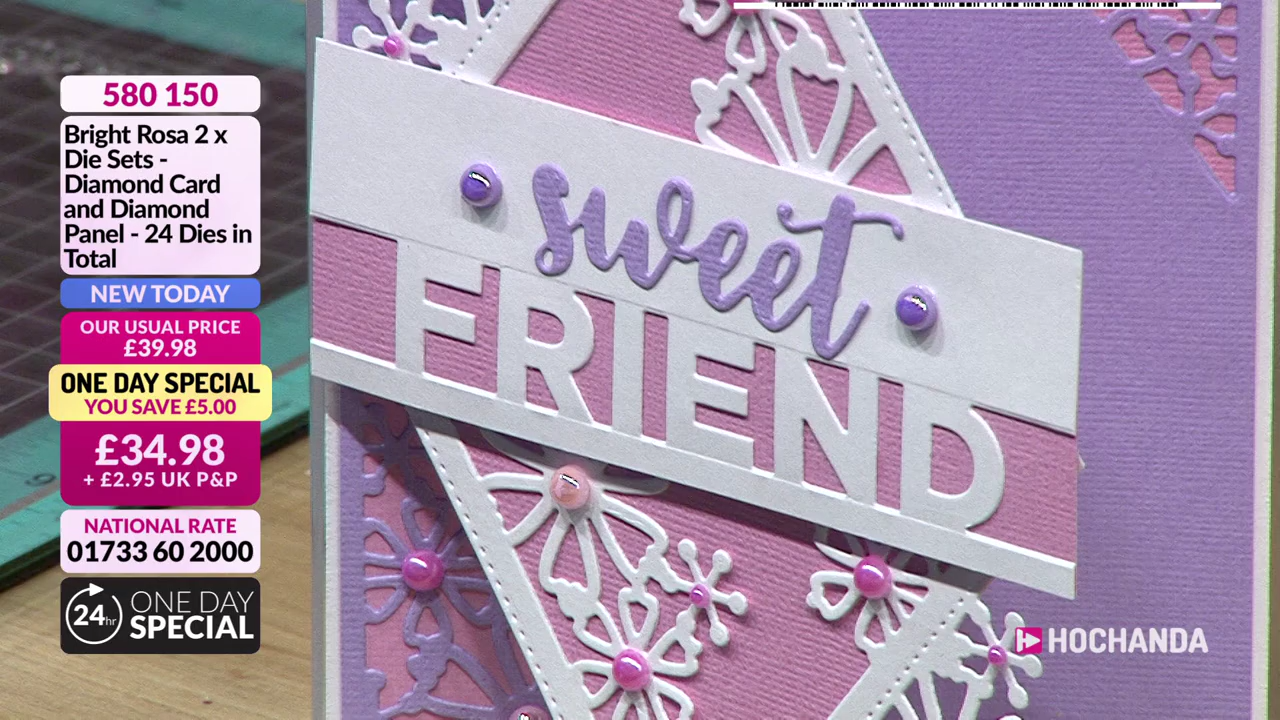 580 150
Bright Rosa 2 x
Die Sets -
Diamond Card
and Diamond
Panel - 24 Dies in
Total
NEW TODAY
OUR USUAL PRICE
£39.98
ONE DAY SPECIAL
YOU SAVE £5.00
£34.98
+ £2.95 UK P&P
NATIONAL RATE
01733 60 2000
24hr
ONE DAY
SPECIAL
sweet
FRIEND
HOCHANDA